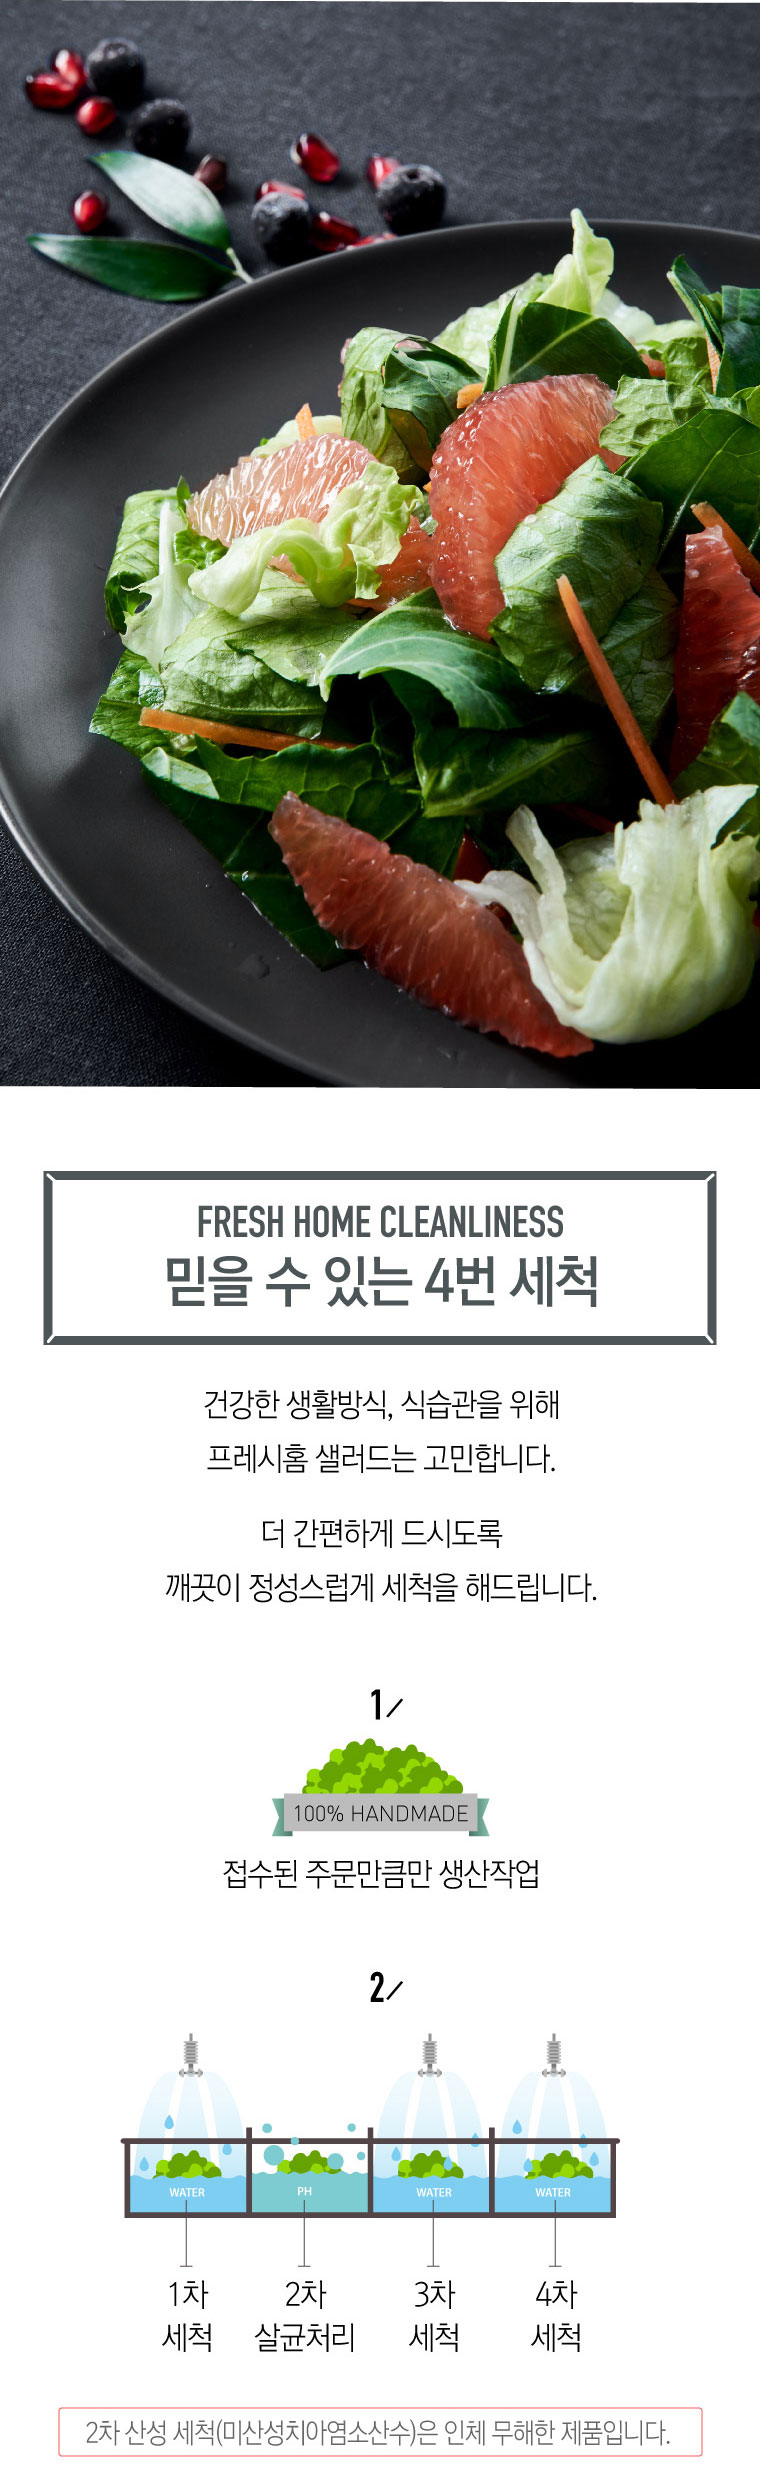 FRESH HOME CLEANLINESS
믿을 수 있는 4번 세척
건강한 생활방식, 식습관을 위해
프레시홈 샐러드는 고민합니다.
더 간편하게 드시도록
깨끗이 정성스럽게 세척을 해드립니다.
1/
100% HANDMADE
접수된 주문만큼만 생산작업
2/
WATER PH WATER WATER
1차 2차 3차 4차
세척 살균처리 세척 세척
2차 산성 세척(미산성치아염소산수)은 인체 무해한 제품입니다.